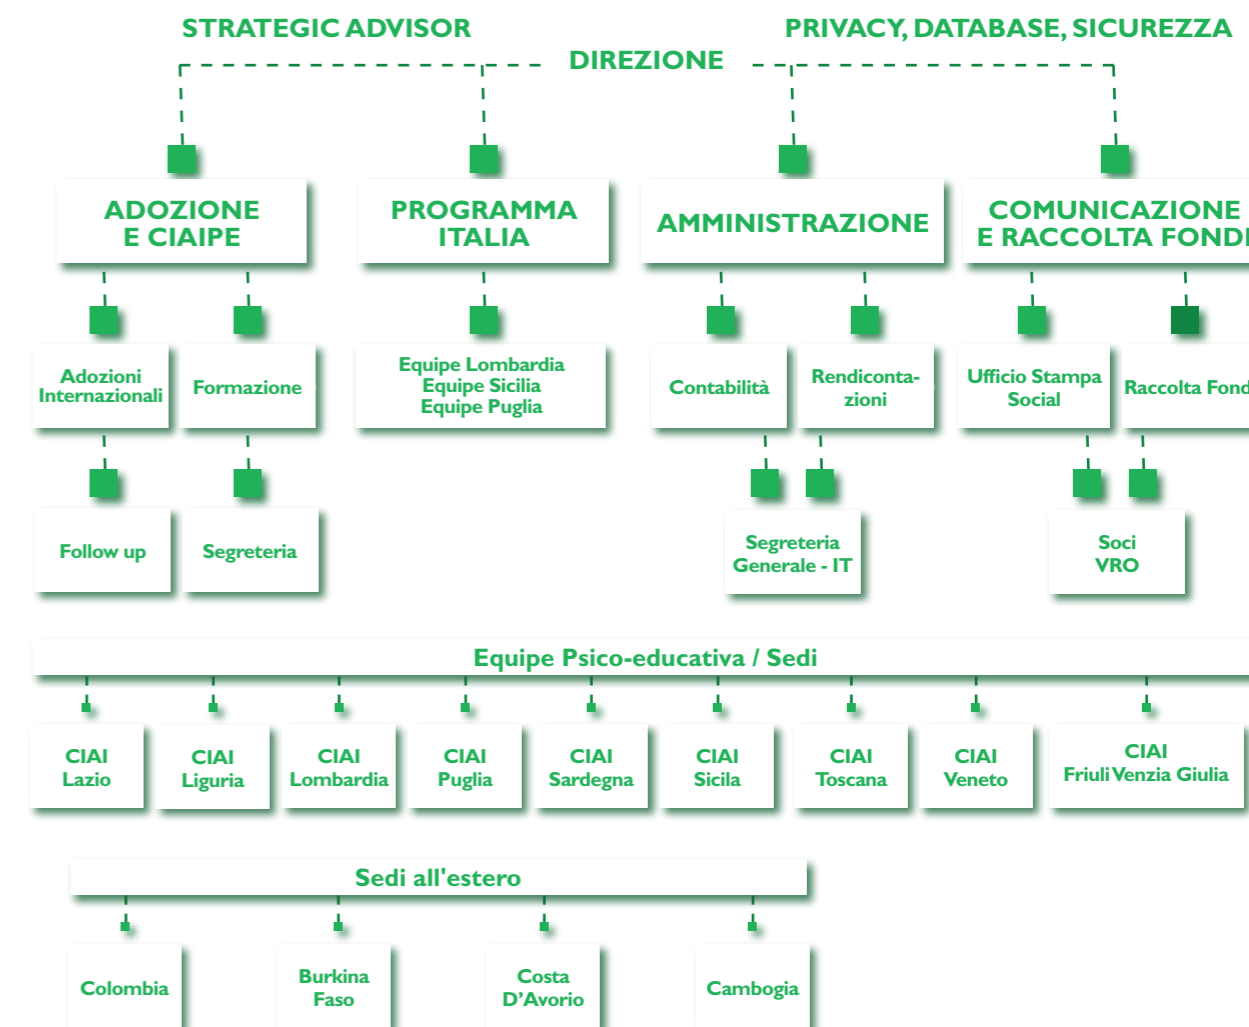 STRATEGIC ADVISOR
PRIVACY, DATABASE, SICUREZZA
DIREZIONE
ADOZIONE
E CIAIPE
PROGRAMMA
ITALIA
AMMINISTRAZIONE
COMUNICAZIONE
E RACCOLTA FONDI
Adozioni
Internazionali
Formazione
Equipe Lombardia
Equipe Sicilia
Equipe Puglia
Contabilità
Rendiconta-
zioni
Ufficio Stampa
Social
Raccolta Fond
Follow up
Segreteria
Segreteria
Generale - IT
Soci
VRO
Equipe Psico-educativa / Sedi
CIAI
Lazio
CIAI
Liguria
CIAI
Lombardia
CIAI
Puglia
CIAI
Sardegna
CIAI
Sicila
CIAI
Toscana
CIAI
Veneto
CIAI
Friuli Venzia Giulia
Sedi all'estero
Colombia
Burkina
Faso
Costa
D'Avorio
Cambogia